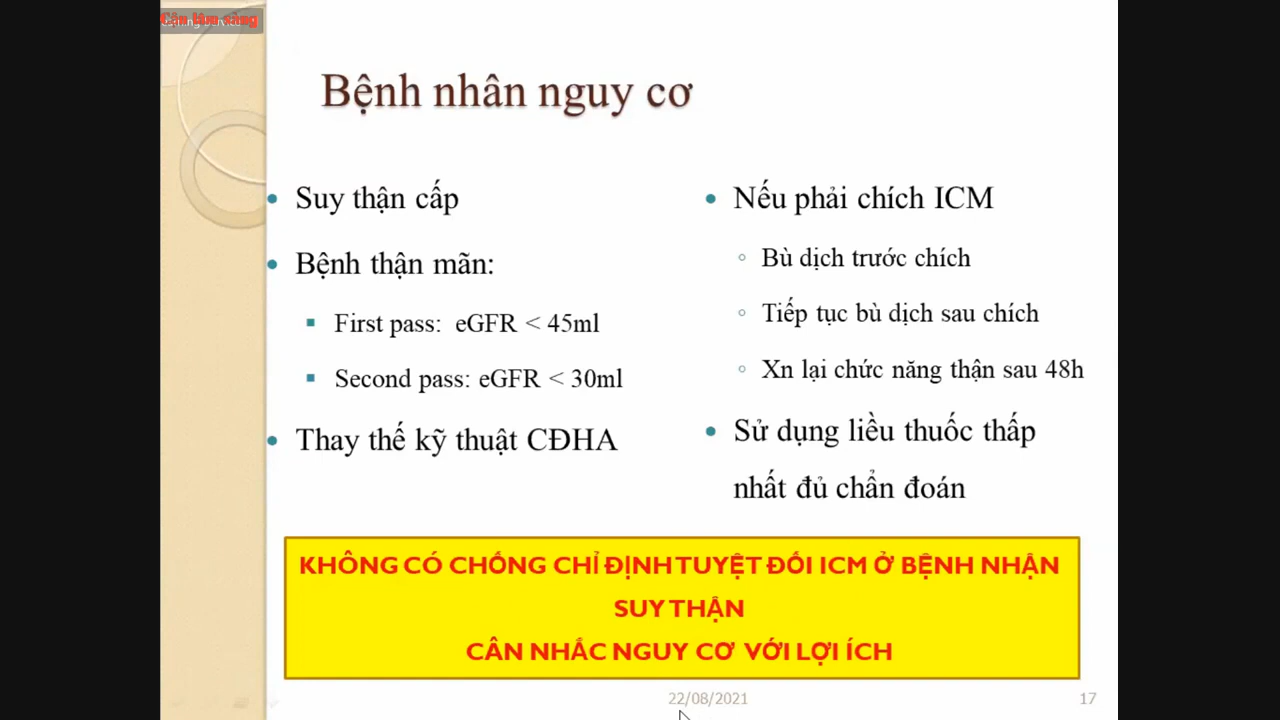 Cận lâm sàng
Bệnh nhân nguy cơ
Suy thận cấp
Bệnh thận mãn:
First pass: eGFR < 45ml
Second pass: eGFR < 30ml
Thay thế kỹ thuật CĐHA
Nếu phải chích ICM
Bù dịch trước chích
Tiếp tục bù dịch sau chích
Xn lại chức năng thận sau 48h
Sử dụng liều thuốc thấp
nhất đủ chẩn đoán
KHÔNG CÓ CHỐNG CHỈ ĐỊNH TUYỆT ĐỐI ICM Ở BỆNH NHẬN
SUY THẬN
CÂN NHẮC NGUY CƠ VỚI LỢI ÍCH
22/08/2021
17